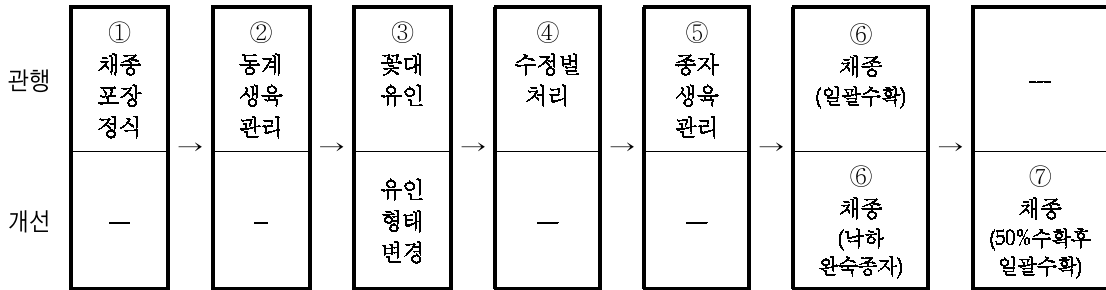 관행
① 채종 포장 정식
→
② 동계 생육 관리
→
③ 꽃대 유인
→
④ 수정벌 처리
→
⑤ 종자 생육 관리
→
⑥ 채종 (일괄수확)
→
---
개선
—
–
유인 형태 변경
—
—
⑥ 채종 (낙하 완숙종자)
⑦ 채종 (50%수확후 일괄수확)